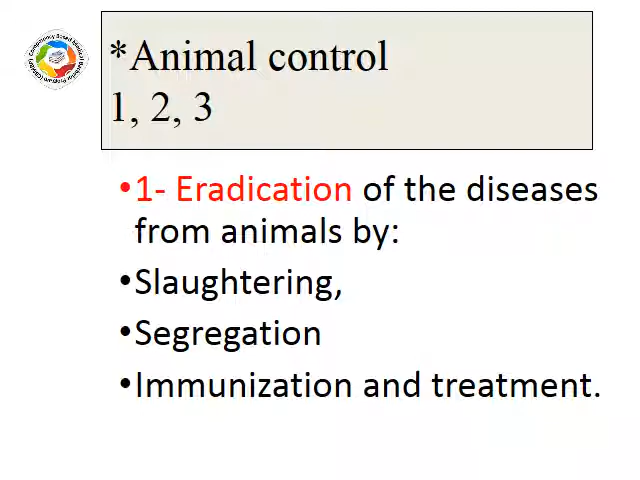 *Animal control
1, 2, 3
•1- Eradication of the diseases
from animals by:
•Slaughtering,
•Segregation
•Immunization and treatment.